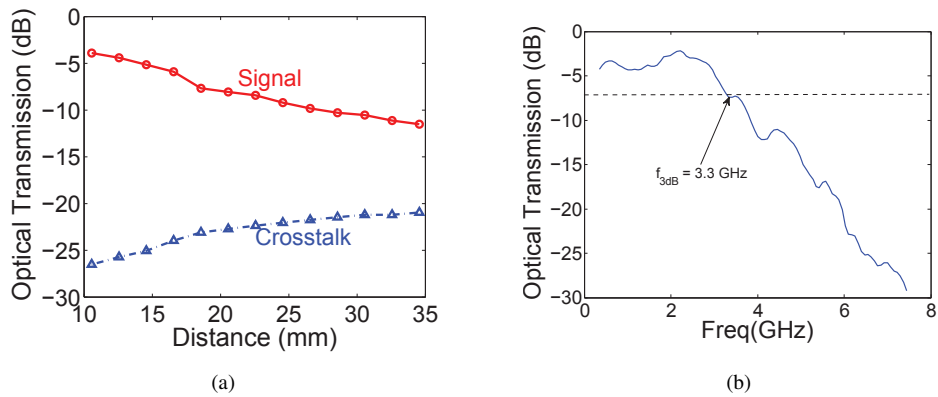 Optical Transmission (dB)
0
−5
−10
−15
−20
−25
−30
Signal
Crosstalk
10 15 20 25 30 35
Distance (mm)
(a)
Optical Transmission (dB)
0
−5
−10
−15
−20
−25
−30
f3dB = 3.3 GHz
0 2 4 6 8
Freq(GHz)
(b)